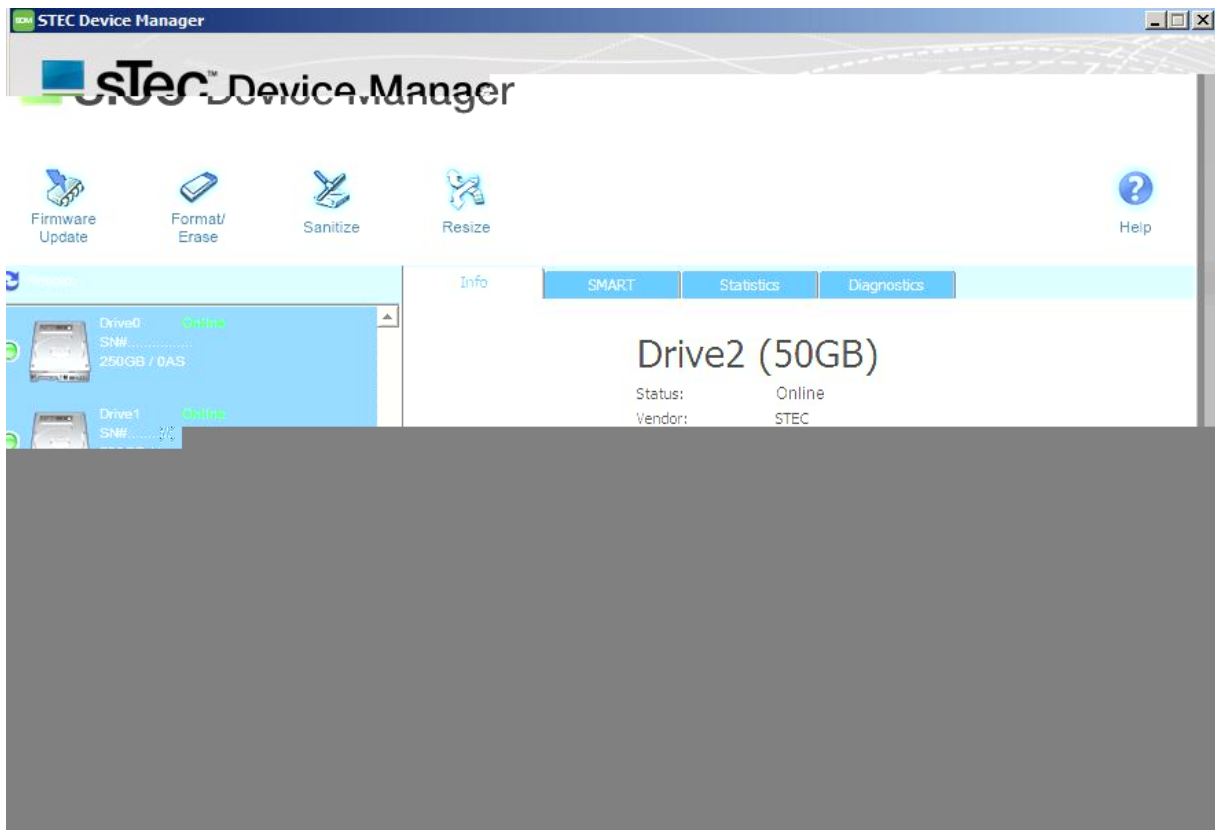 STEC Device Manager
sTec™ Device Manager
Firmware Update
Format/ Erase
Sanitize
Resize
Help
Info
SMART
Statistics
Diagnostics
Drive0 Online
SN#................
250GB / 0AS
Drive1 Online
SN#........
Drive2 (50GB)
Status: Online
Vendor: STEC